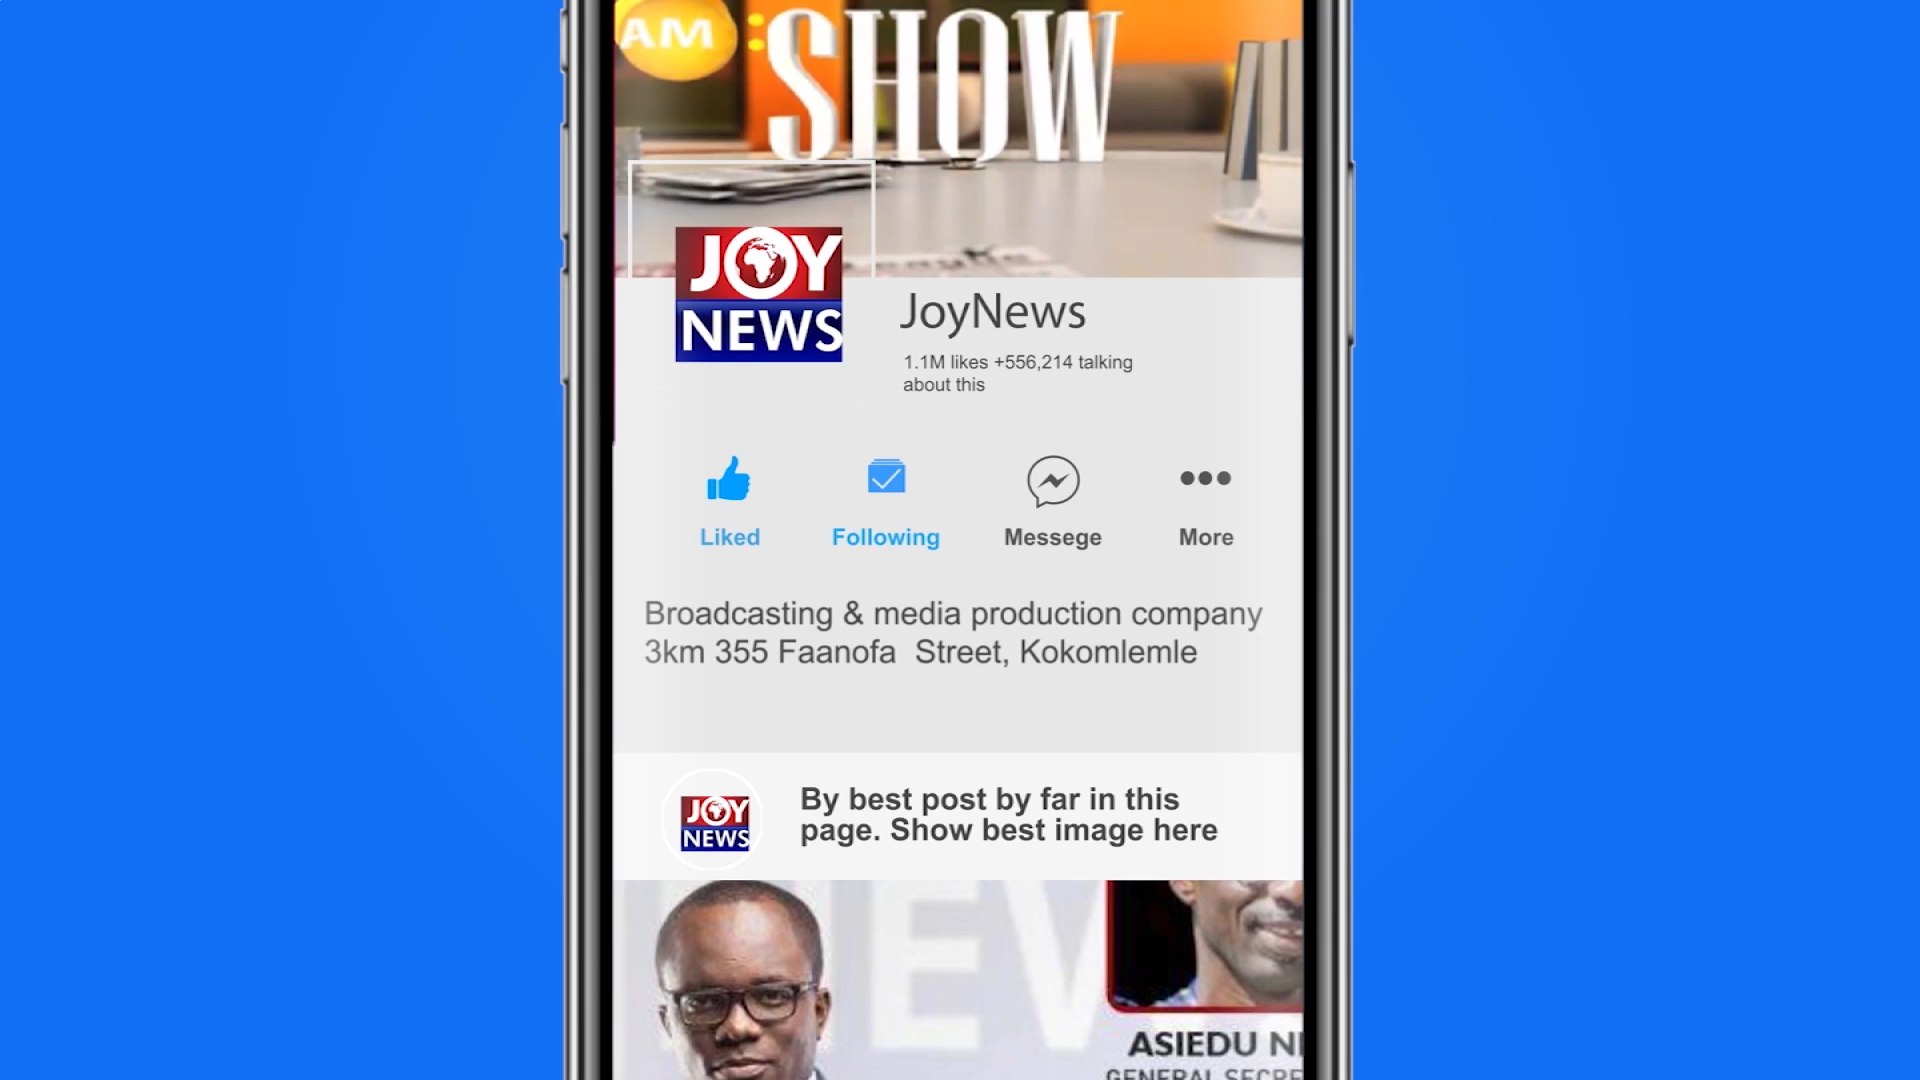 AM
SHOW
JOY
NEWS
JoyNews
1.1M likes +556,214 talking
about this
Liked
Following
Messege
More
Broadcasting & media production company
3km 355 Faanofa Street, Kokomlemle
JOY
NEWS
By best post by far in this
page. Show best image here
ASIEDU
GENERAL